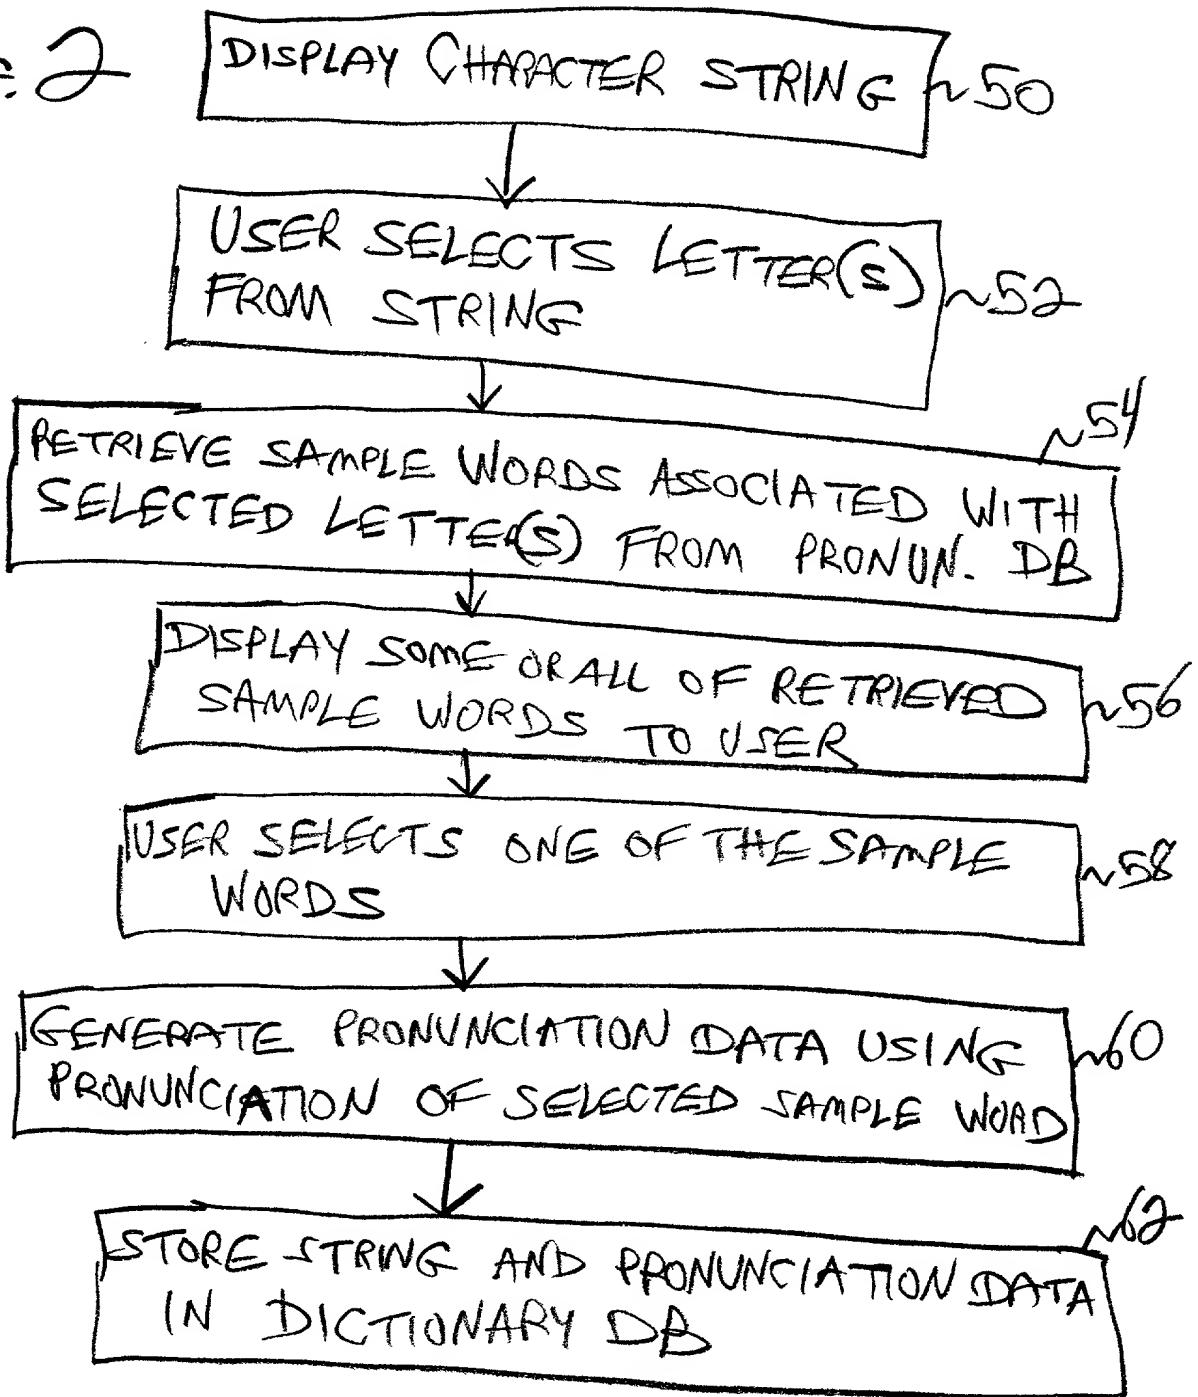 : 2
DISPLAY CHARACTER STRING ~50
USER SELECTS LETTER(S) ~52
FROM STRING
~54
RETRIEVE SAMPLE WORDS ASSOCIATED WITH
SELECTED LETTER(S) FROM PRONUN. DB
DISPLAY SOME OR ALL OF RETRIEVED ~56
SAMPLE WORDS TO USER
USER SELECTS ONE OF THE SAMPLE ~58
WORDS
GENERATE PRONUNCIATION DATA USING ~60
PRONUNCIATION OF SELECTED SAMPLE WORD
~62
STORE STRING AND PRONUNCIATION DATA
IN DICTIONARY DB